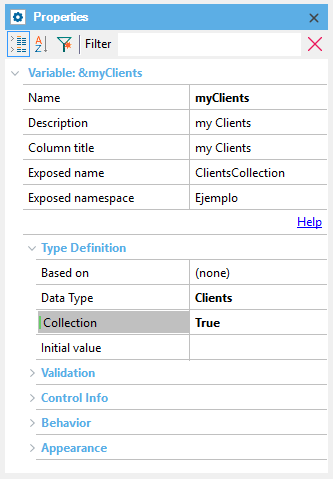 Properties
Filter
Variable: &myClients
Name myClients
Description my Clients
Column title my Clients
Exposed name ClientsCollection
Exposed namespace Ejemplo
Help
Type Definition
Based on (none)
Data Type Clients
Collection True
Initial value
Validation
Control Info
Behavior
Appearance